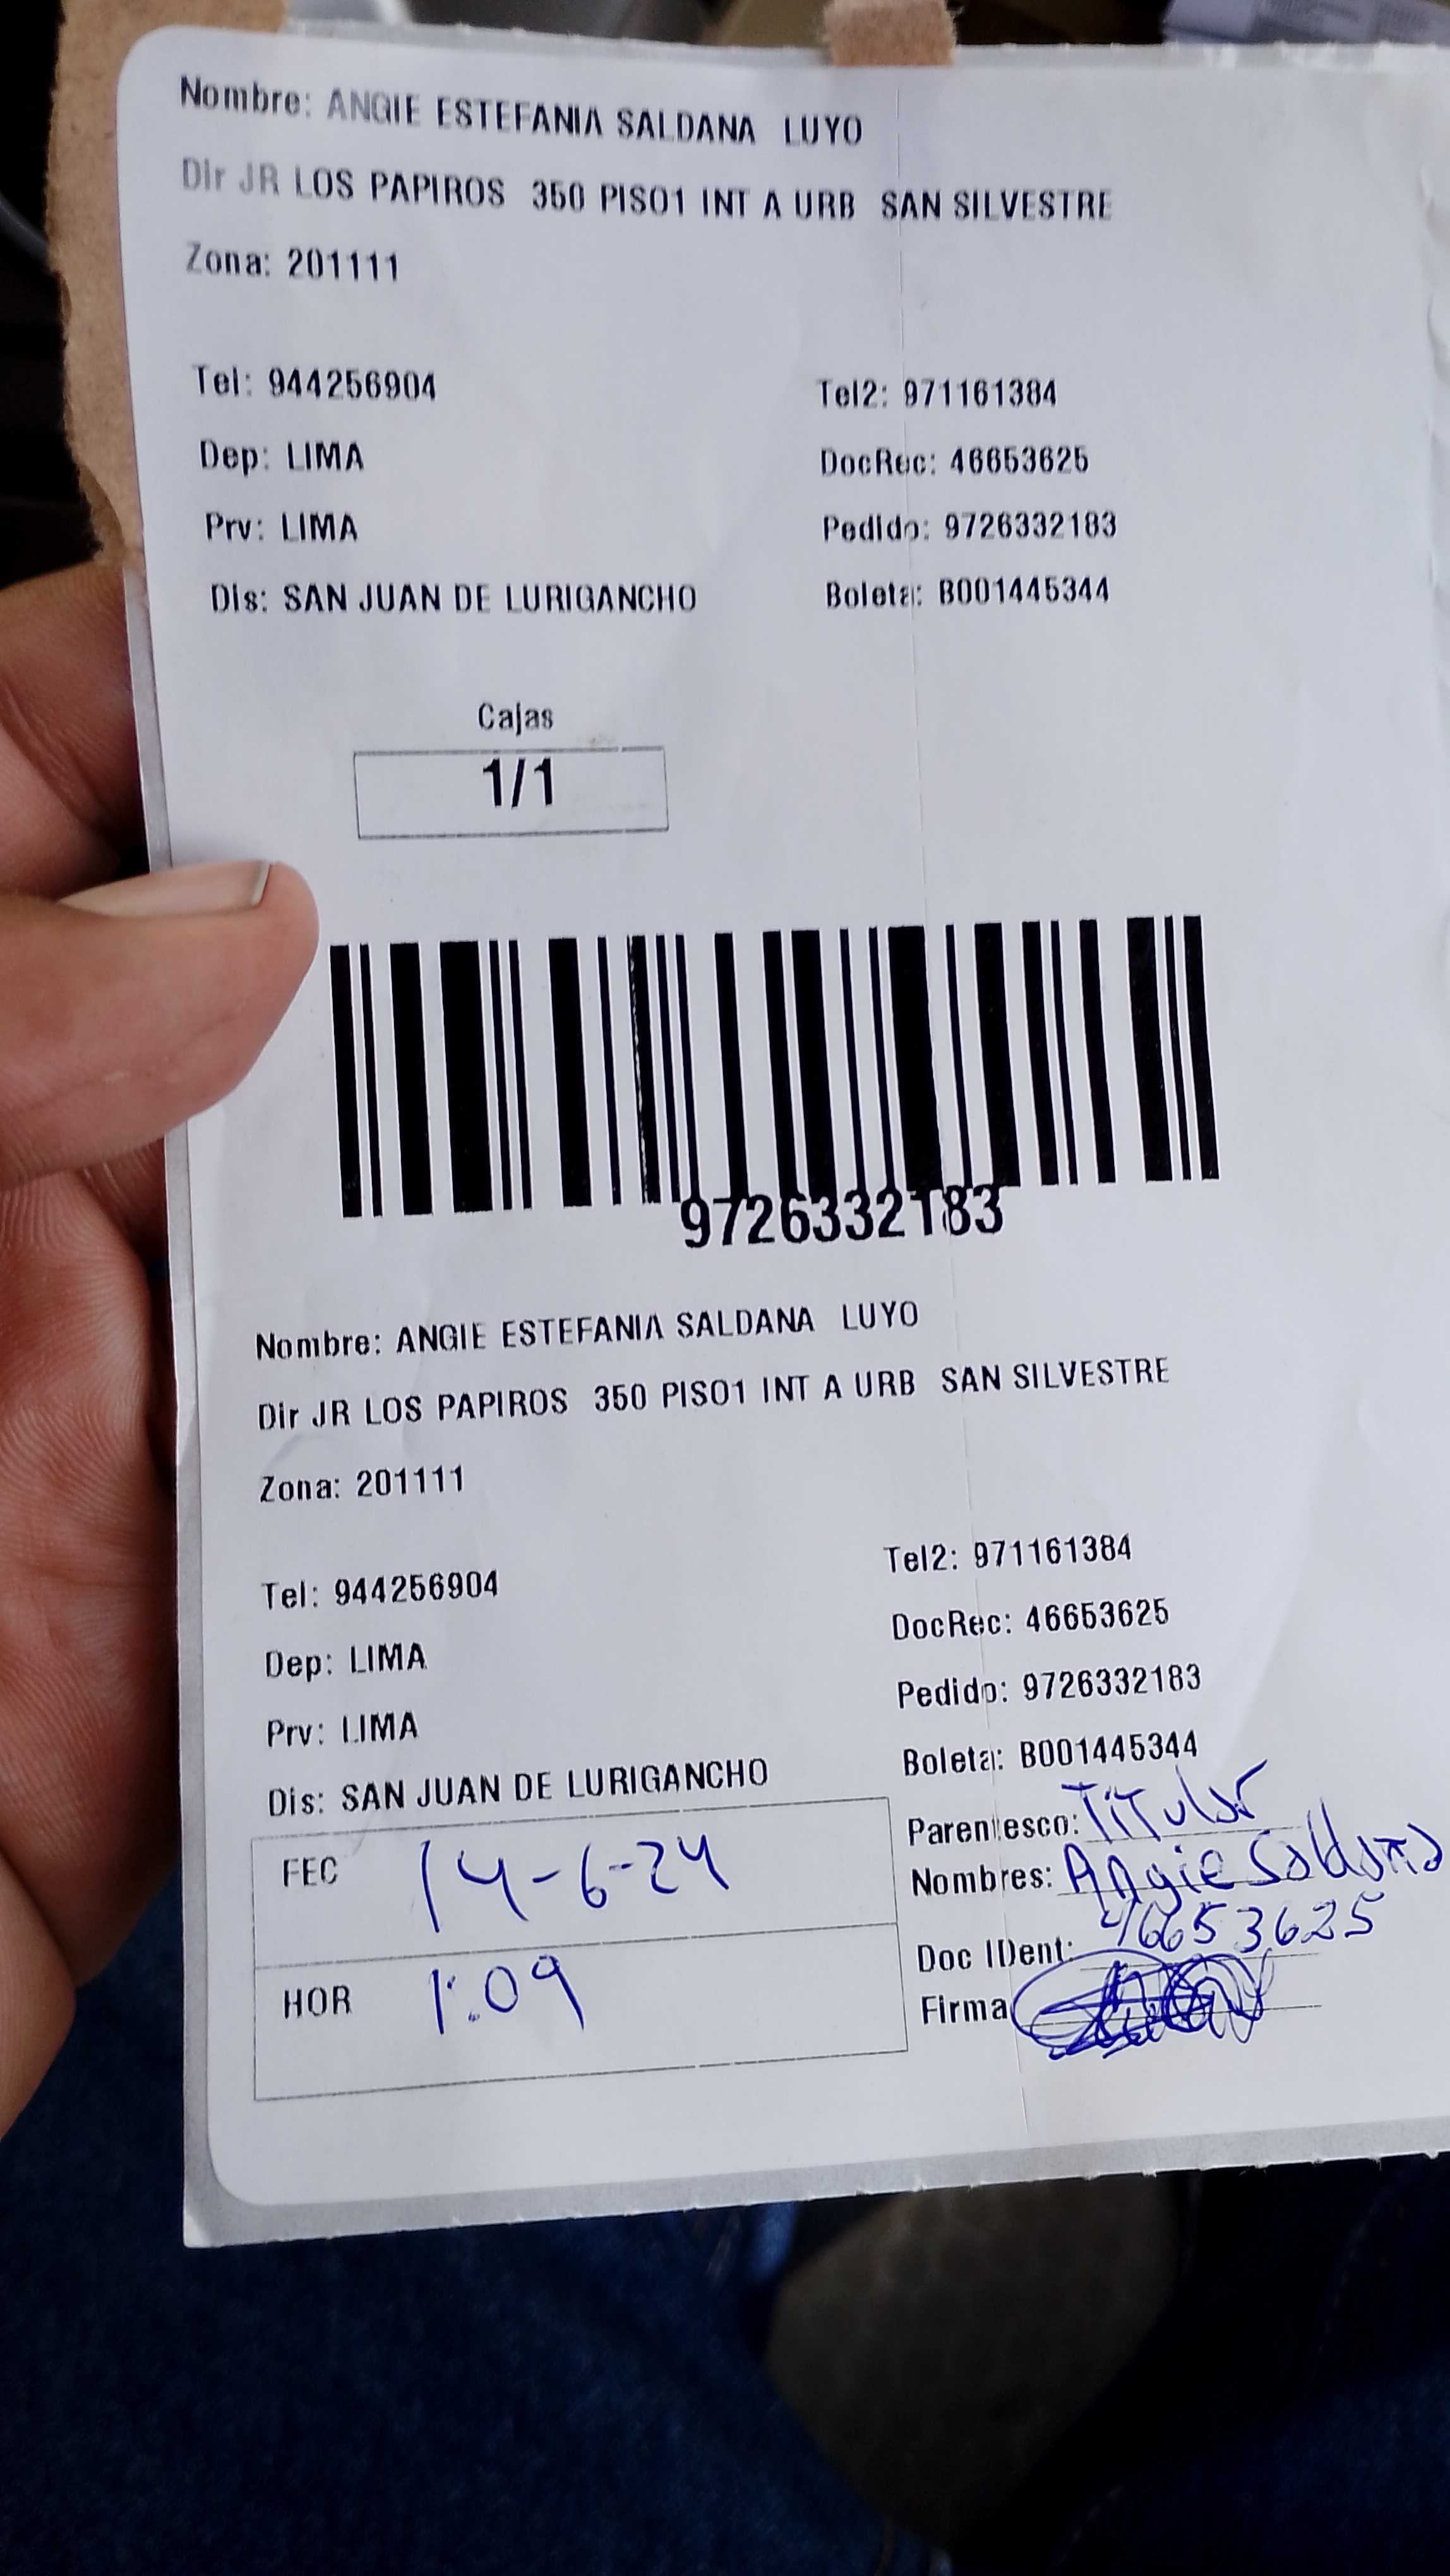 Nombre: ANGIE ESTEFANIA SALDANA LUYO
Dir JR LOS PAPIROS 350 PISO1 INT A URB SAN SILVESTRE
Zona: 201111
Tel: 944256904 Tel2: 971161384
Dep: LIMA DocRec: 46653625
Prv: LIMA Pedido: 9726332183
Dis: SAN JUAN DE LURIGANCHO Boleta: B001445344
Cajas
1/1
9726332183
Nombre: ANGIE ESTEFANIA SALDANA LUYO
Dir JR LOS PAPIROS 350 PISO1 INT A URB SAN SILVESTRE
Zona: 201111
Tel: 944256904 Tel2: 971161384
Dep: LIMA DocRec: 46653625
Prv: LIMA Pedido: 9726332183
Dis: SAN JUAN DE LURIGANCHO Boleta: B001445344
FEC 14-6-24
HOR 1:09
Parentesco: Titular
Nombres: Angie Saldana
Doc IDent: 46653625
Firma